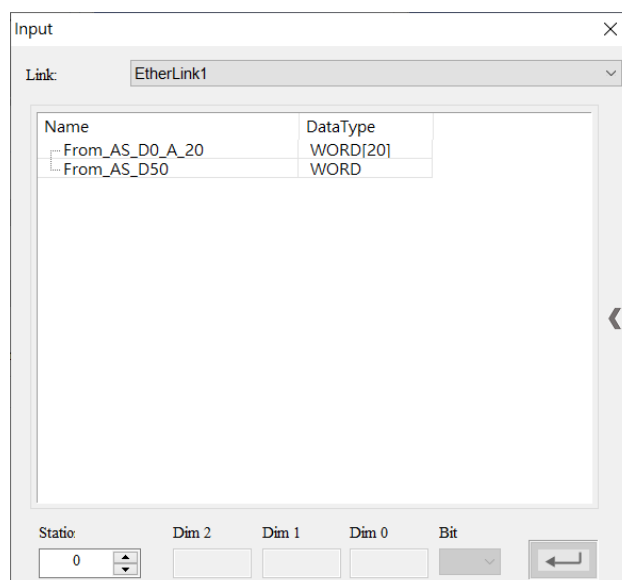 Input
Link: EtherLink1
Name DataType
From_AS_D0_A_20 WORD[20]
From_AS_D50 WORD
Statio: Dim 2 Dim 1 Dim 0 Bit
0